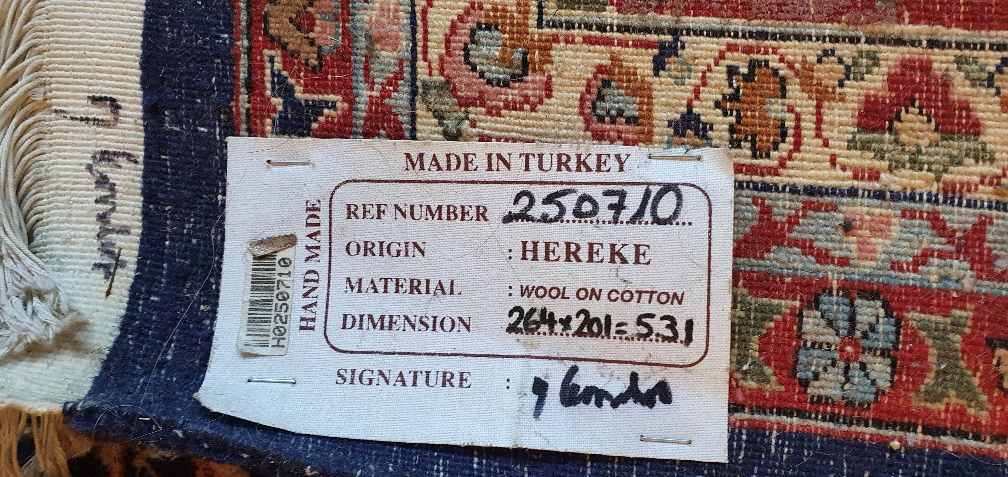 MADE IN TURKEY
HAND MADE
REF NUMBER 250710
ORIGIN : HEREKE
MATERIAL : WOOL ON COTTON
DIMENSION 264x201=5.31
SIGNATURE :
H0250710